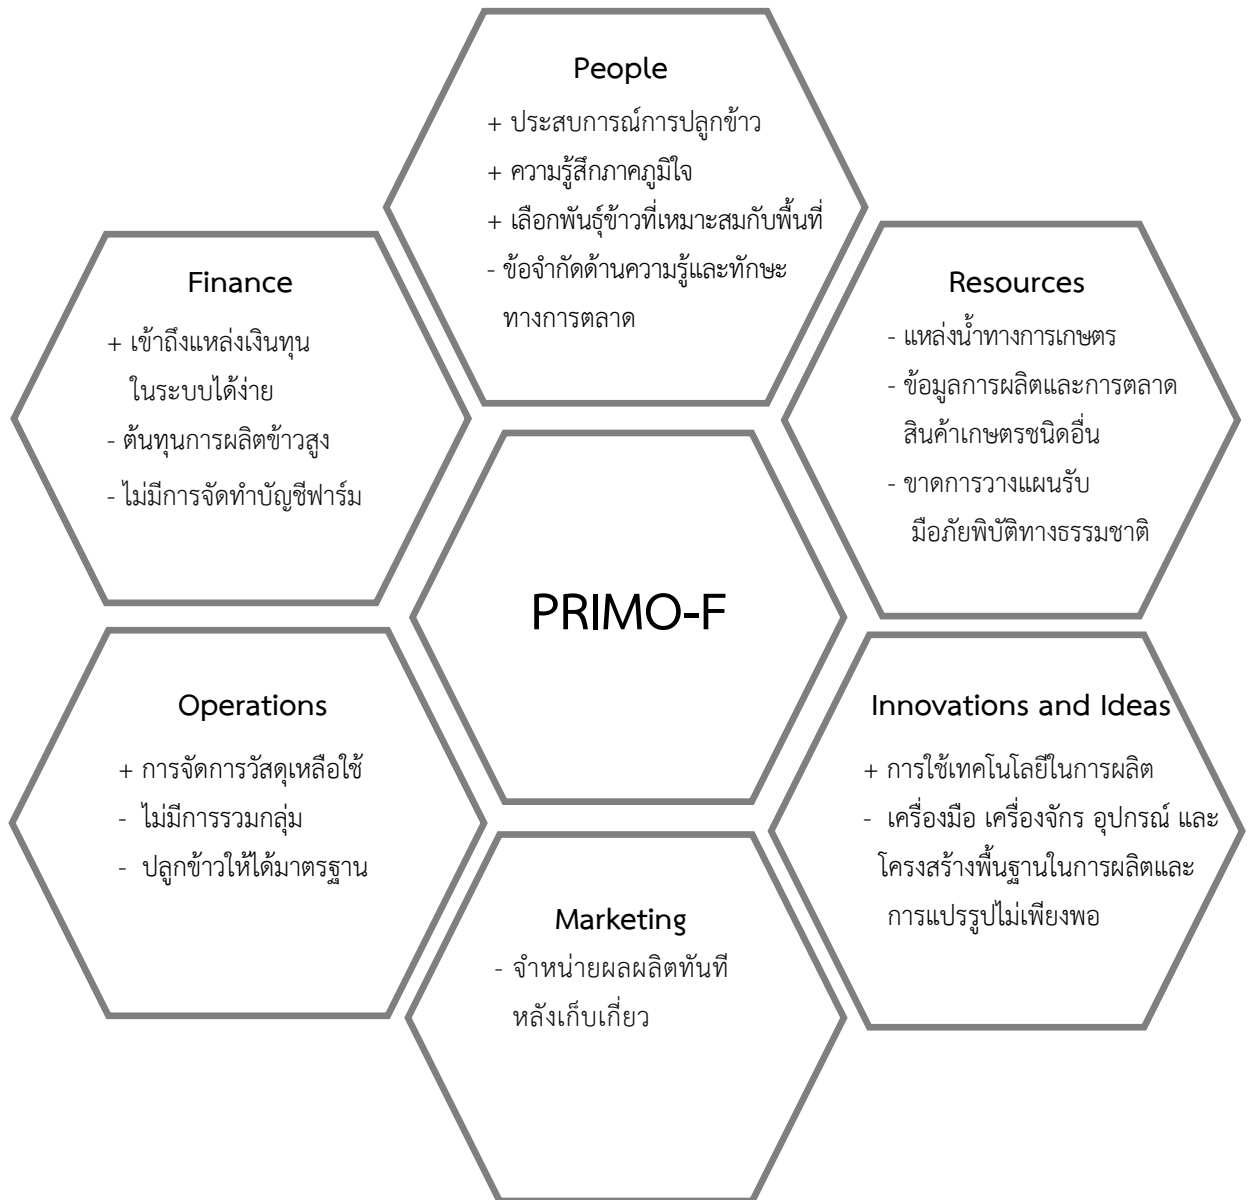 People
+ ประสบการณ์การปลูกข้าว
+ ความรู้สึกภาคภูมิใจ
+ เลือกพันธุ์ข้าวที่เหมาะสมกับพื้นที่
- ข้อจำกัดด้านความรู้และทักษะ
ทางการตลาด
Finance
+ เข้าถึงแหล่งเงินทุน
ในระบบได้ง่าย
- ต้นทุนการผลิตข้าวสูง
- ไม่มีการจัดทำบัญชีฟาร์ม
Resources
- แหล่งน้ำทางการเกษตร
- ข้อมูลการผลิตและการตลาด
สินค้าเกษตรชนิดอื่น
- ขาดการวางแผนรับ
มือภัยพิบัติทางธรรมชาติ
PRIMO-F
Operations
+ การจัดการวัสดุเหลือใช้
- ไม่มีการรวมกลุ่ม
- ปลูกข้าวให้ได้มาตรฐาน
Innovations and Ideas
+ การใช้เทคโนโลยีในการผลิต
- เครื่องมือ เครื่องจักร อุปกรณ์ และ
โครงสร้างพื้นฐานในการผลิตและ
การแปรรูปไม่เพียงพอ
Marketing
- จำหน่ายผลผลิตทันที
หลังเก็บเกี่ยว